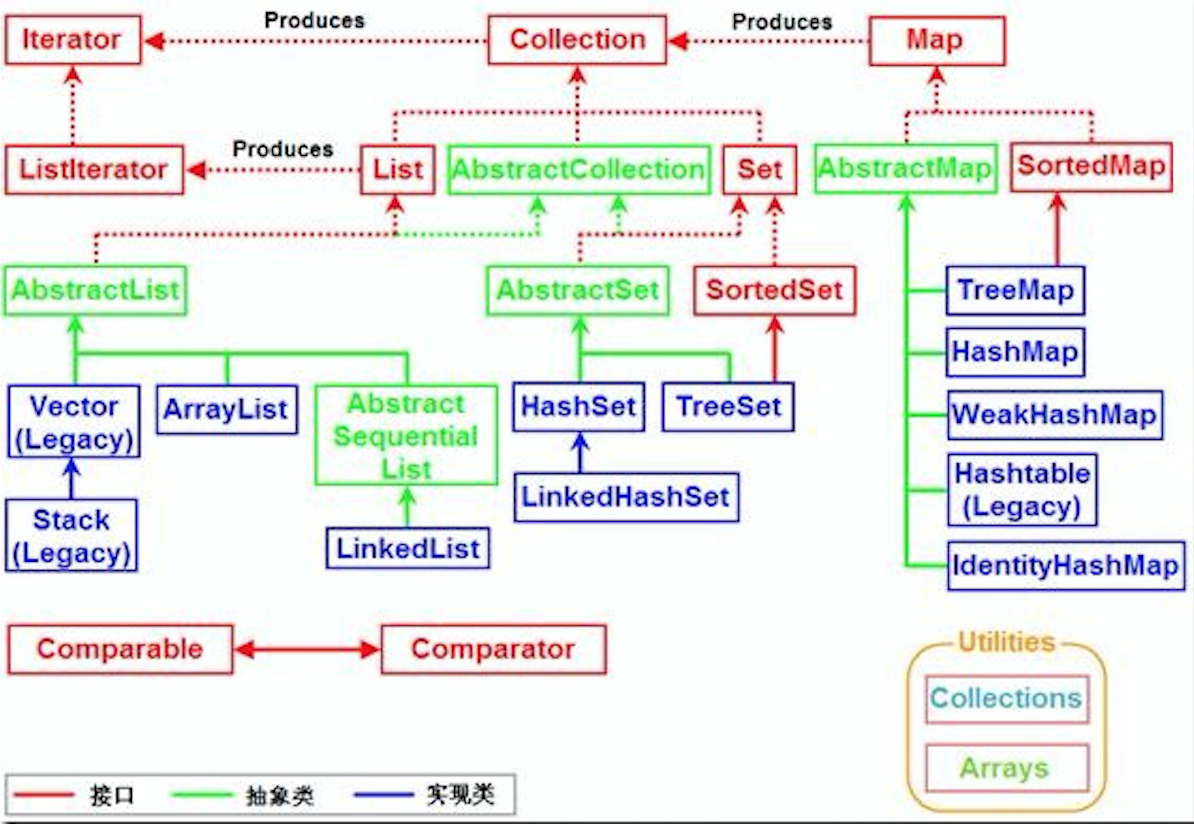 Produces
Produces
Iterator
Collection
Map
Produces
ListIterator
List
AbstractCollection
Set
AbstractMap
SortedMap
AbstractList
AbstractSet
SortedSet
TreeMap
HashMap
Vector
(Legacy)
ArrayList
Abstract
Sequential
List
HashSet
TreeSet
WeakHashMap
LinkedHashSet
Hashtable
(Legacy)
Stack
(Legacy)
LinkedList
IdentityHashMap
Comparable
Comparator
Utilities
Collections
Arrays
接口
抽象类
实现类